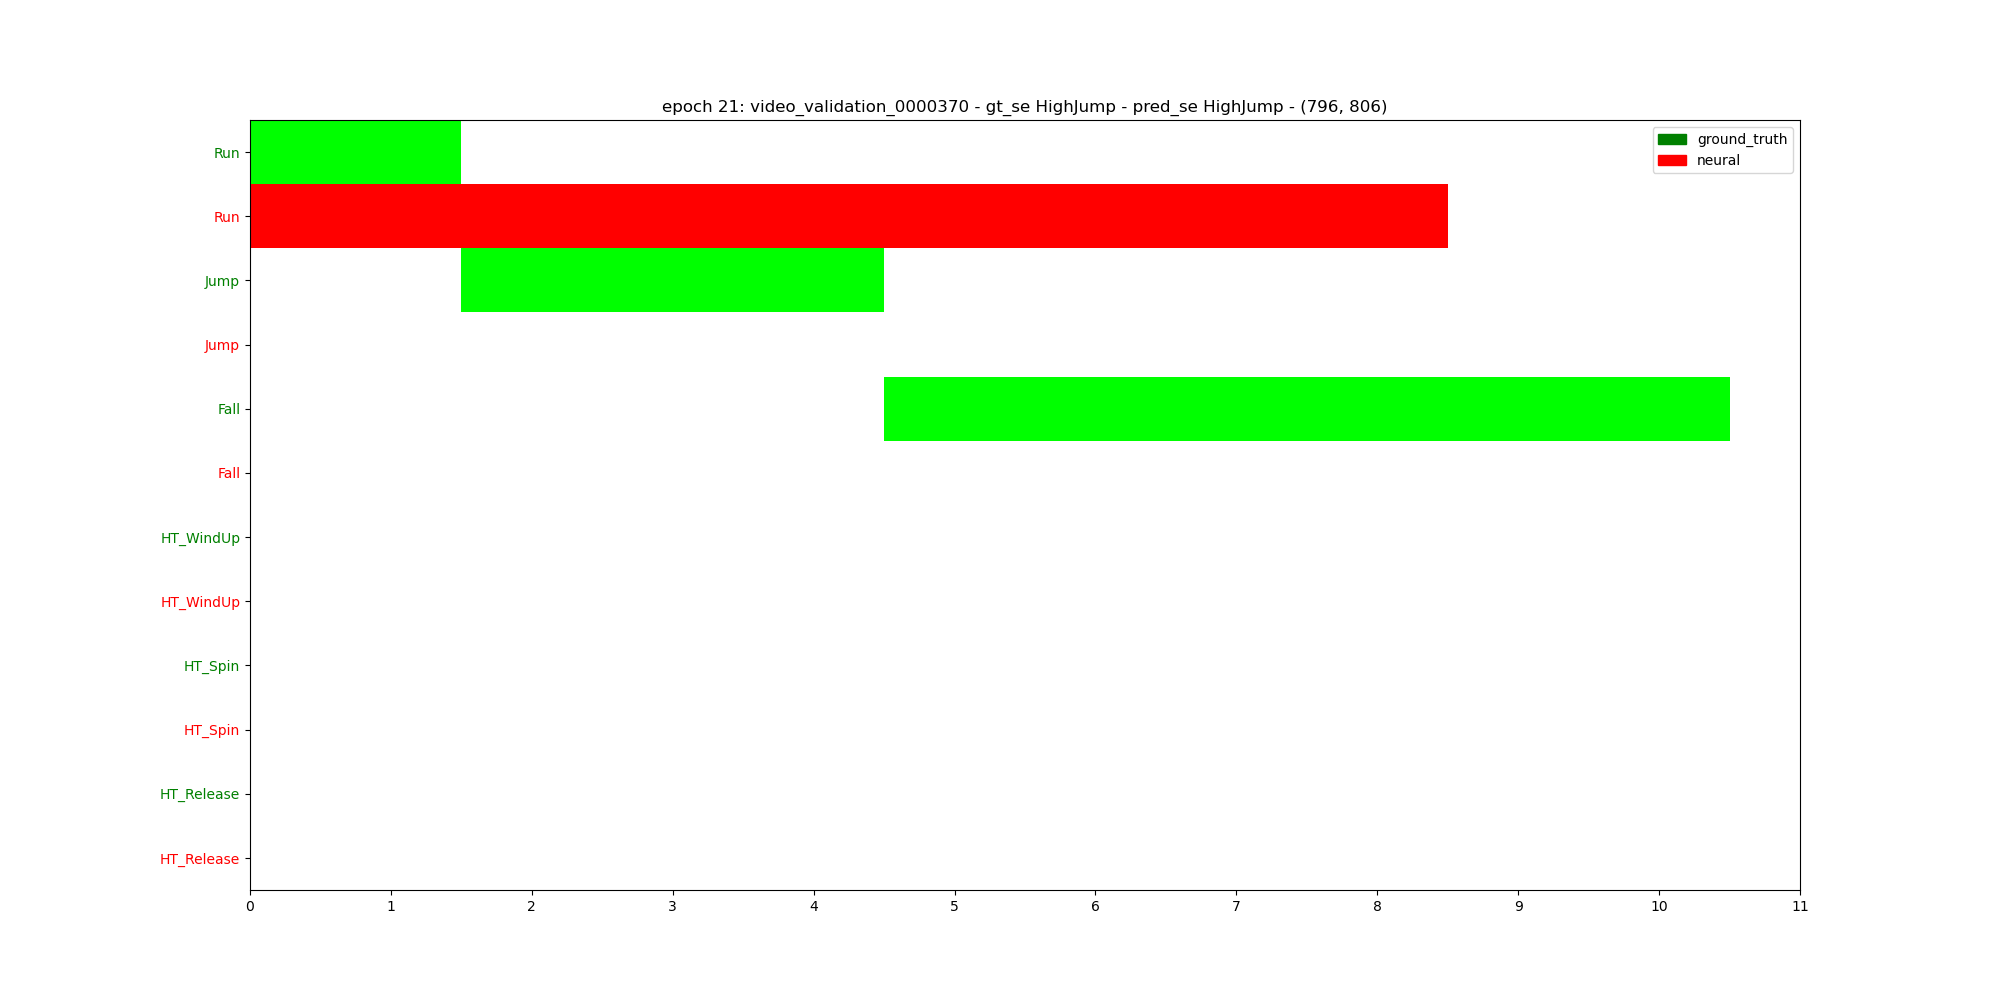 epoch 21: video_validation_0000370 - gt_se HighJump - pred_se HighJump - (796, 806)
ground_truth
neural
Run
Run
Jump
Jump
Fall
Fall
HT_WindUp
HT_WindUp
HT_Spin
HT_Spin
HT_Release
HT_Release
0 1 2 3 4 5 6 7 8 9 10 11